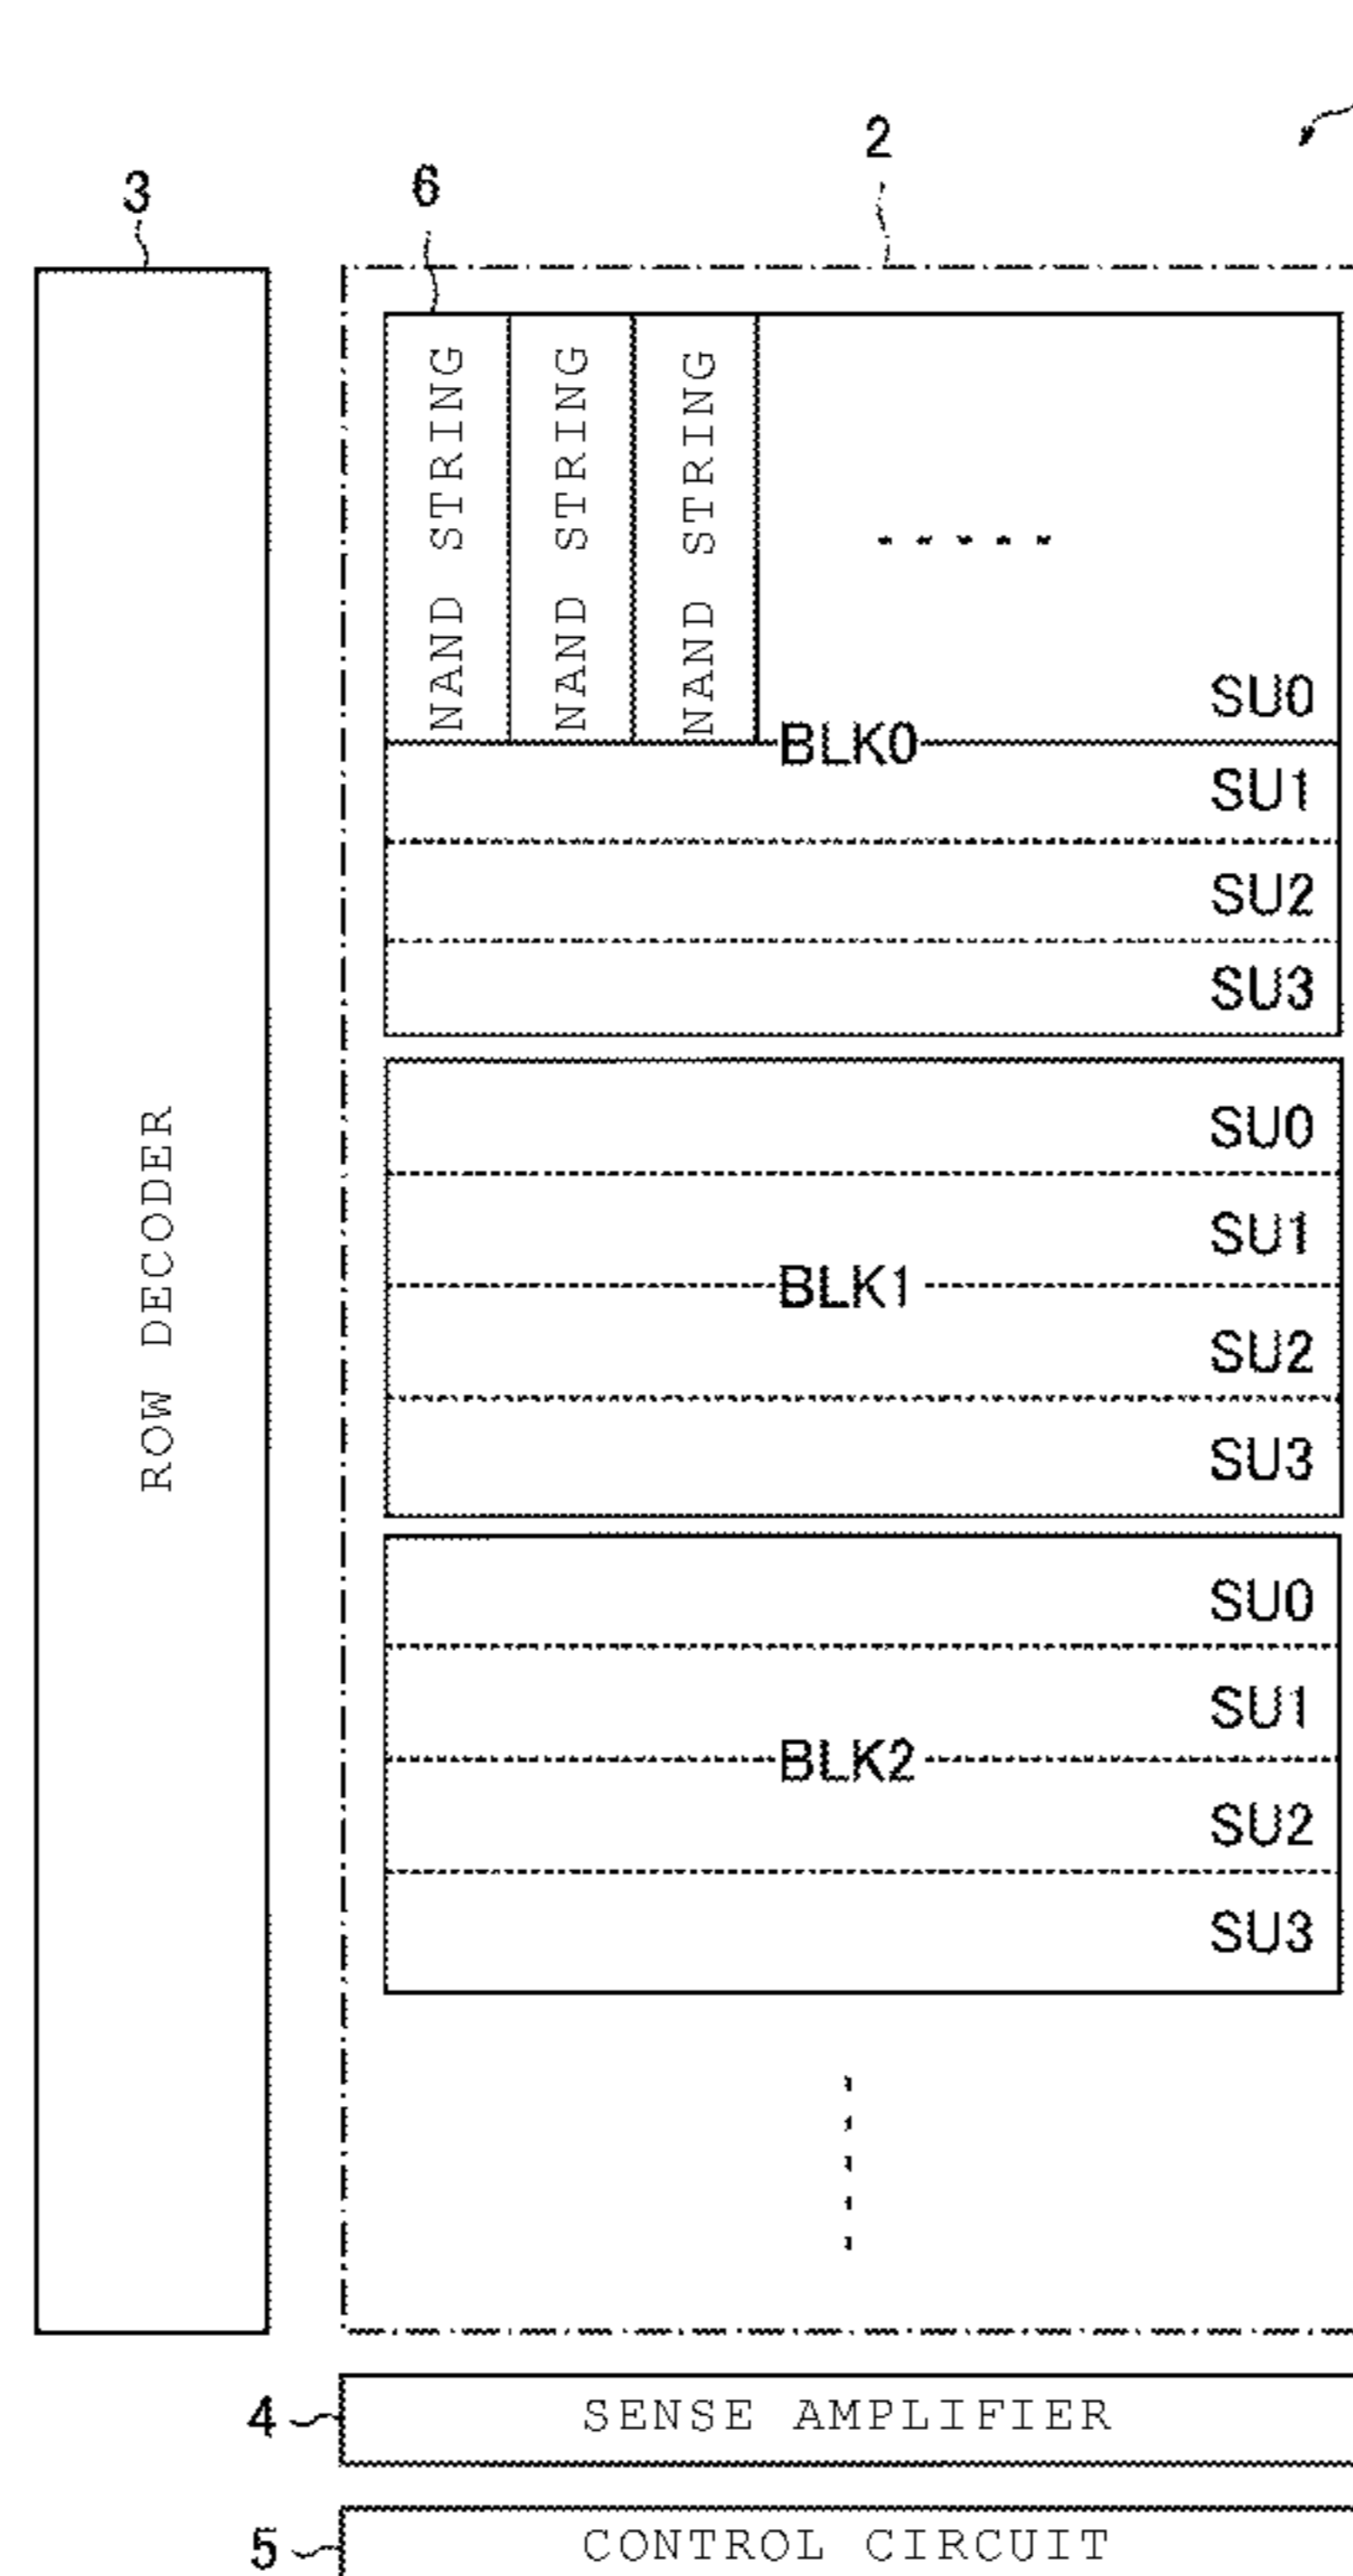 2
3
6
NAND STRING
NAND STRING
NAND STRING
.....
SU0
BLK0
SU1
SU2
SU3
SU0
SU1
BLK1
SU2
SU3
SU0
SU1
BLK2
SU2
SU3
ROW DECODER
4
SENSE AMPLIFIER
5
CONTROL CIRCUIT